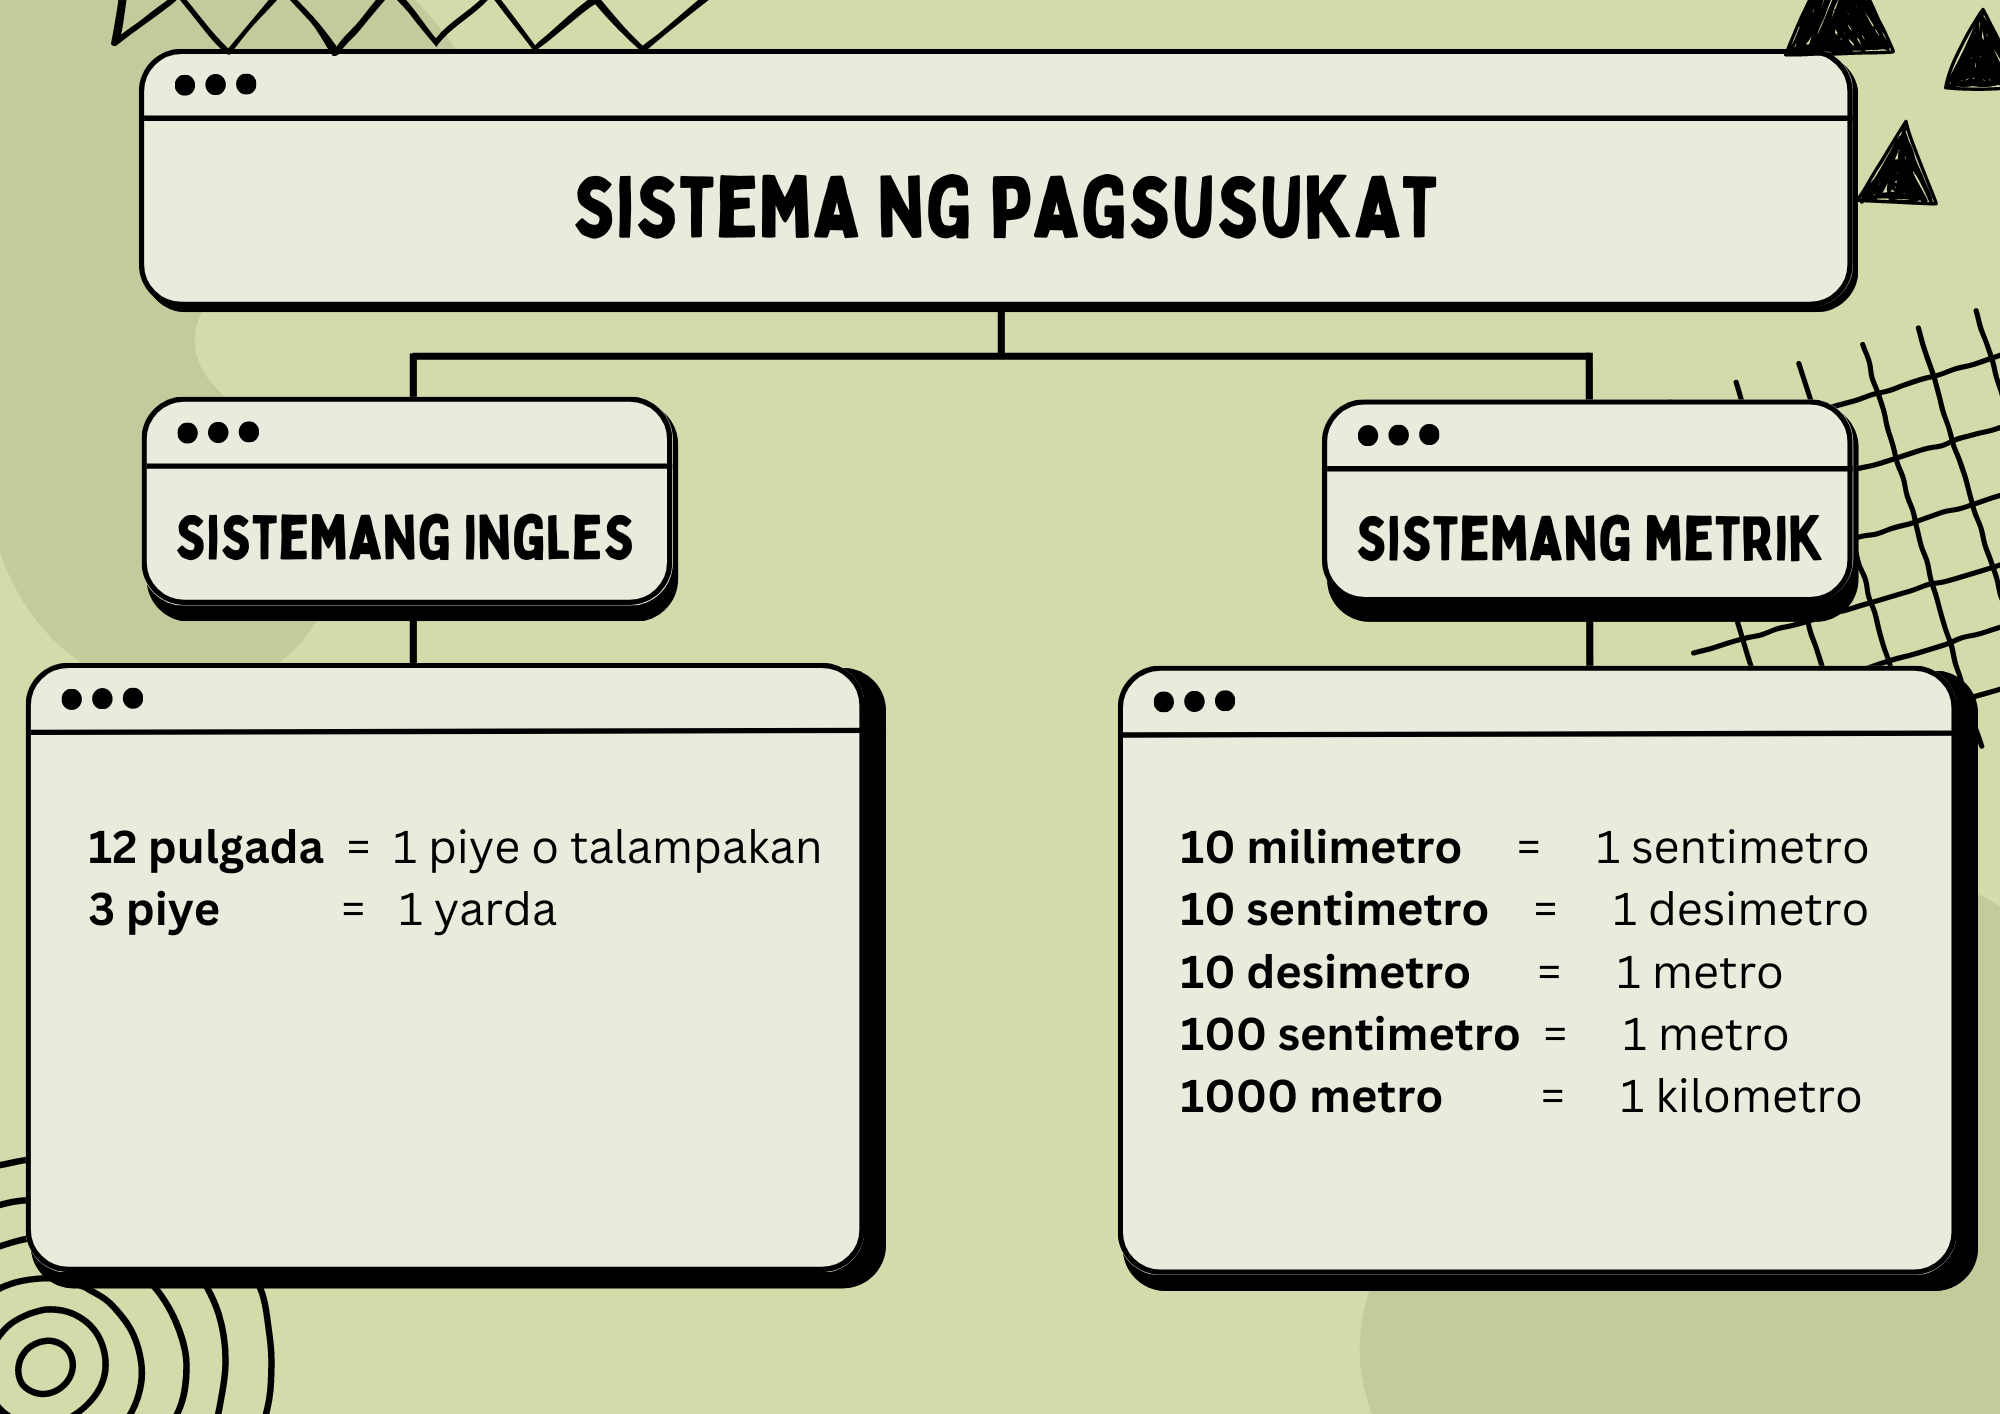 SISTEMA NG PAGSUSUKAT
SISTEMANG INGLES
SISTEMANG METRIK
12 pulgada = 1 piye o talampakan
3 piye = 1 yarda
10 milimetro = 1 sentimetro
10 sentimetro = 1 desimetro
10 desimetro = 1 metro
100 sentimetro = 1 metro
1000 metro = 1 kilometro